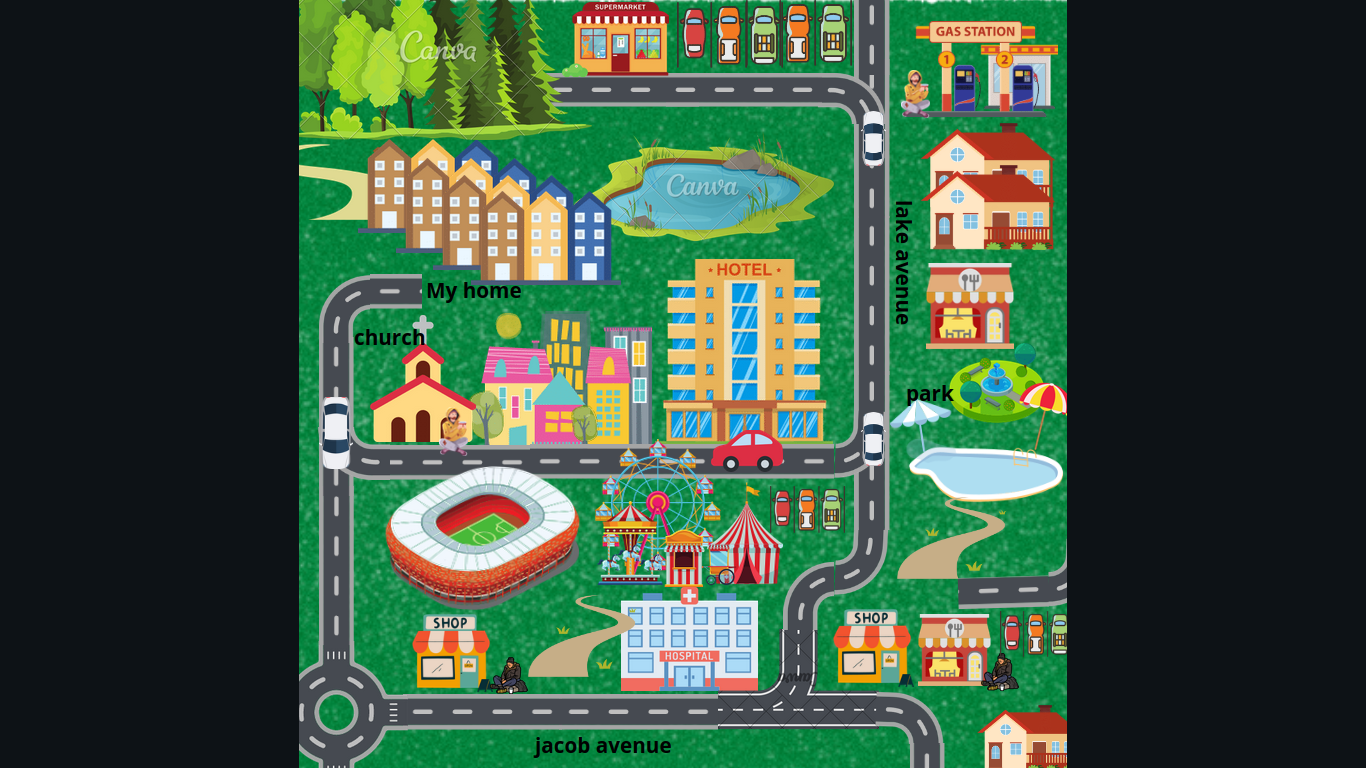 SUPERMARKET
Canva
GAS STATION
1
2
Canva
lake avenue
HOTEL
My home
church
park
SHOP
SHOP
HOSPITAL
jacob avenue